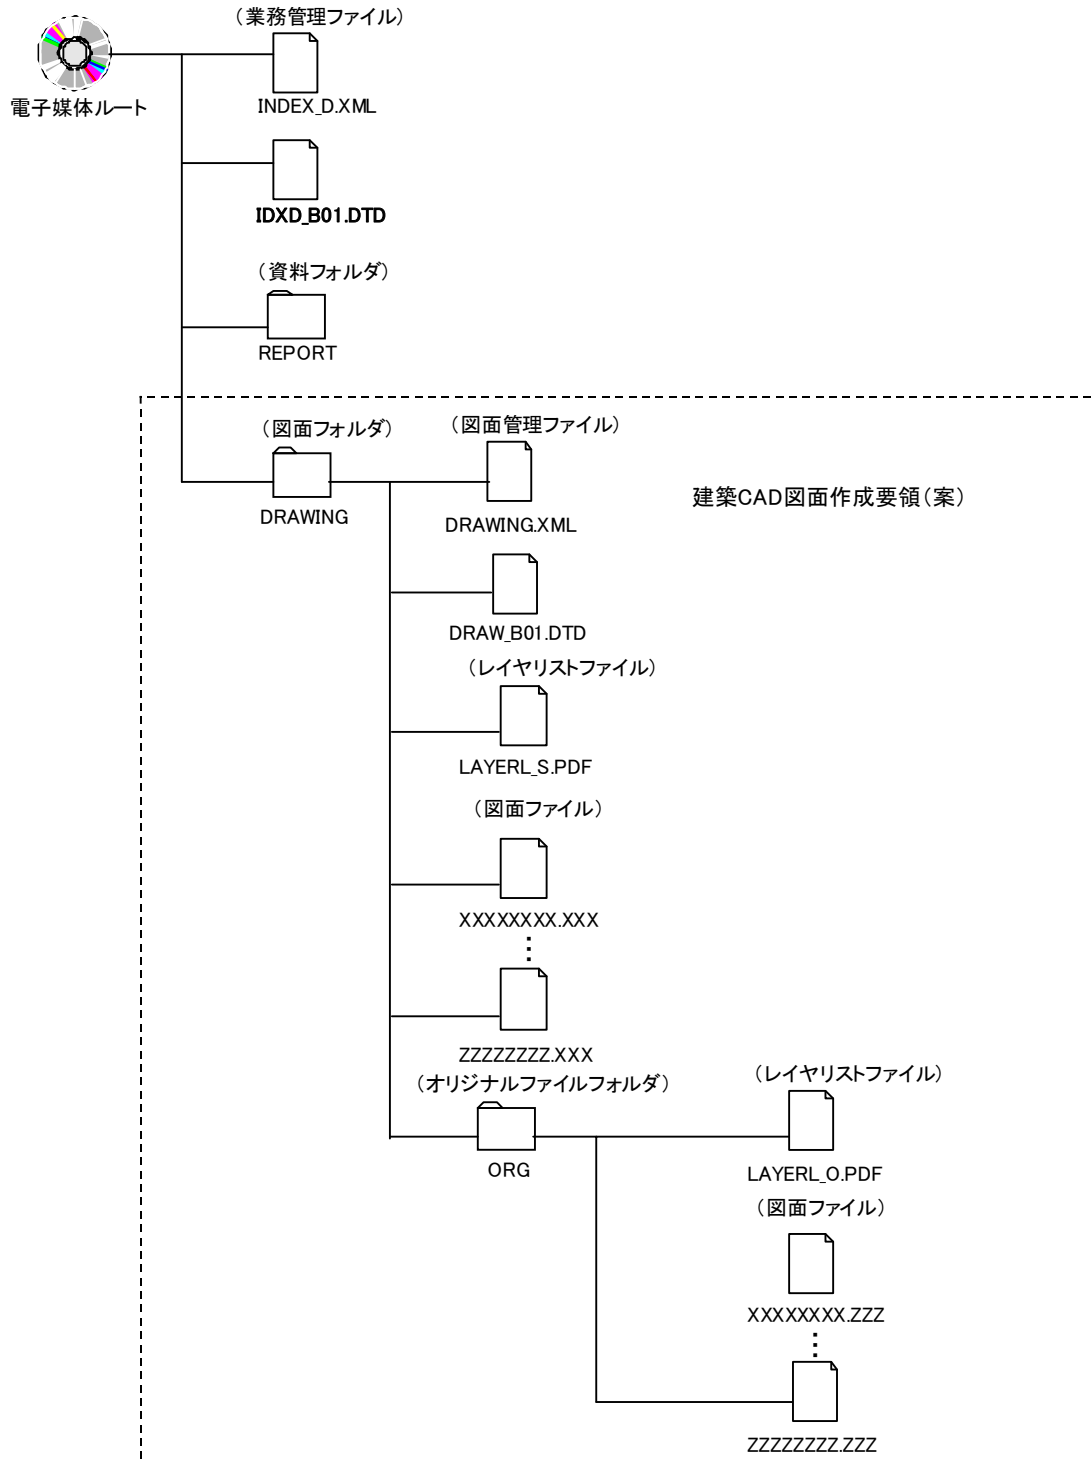 (業務管理ファイル)
電子媒体ルート
INDEX_D.XML
IDXD_B01.DTD
(資料フォルダ)
REPORT
(図面フォルダ)
(図面管理ファイル)
建築CAD図面作成要領(案)
DRAWING
DRAWING.XML
DRAW_B01.DTD
(レイヤリストファイル)
LAYERL_S.PDF
(図面ファイル)
XXXXXXXX.XXX
ZZZZZZZZ.XXX
(オリジナルファイルフォルダ)
ORG
(レイヤリストファイル)
LAYERL_O.PDF
(図面ファイル)
XXXXXXXX.ZZZ
ZZZZZZZZ.ZZZ